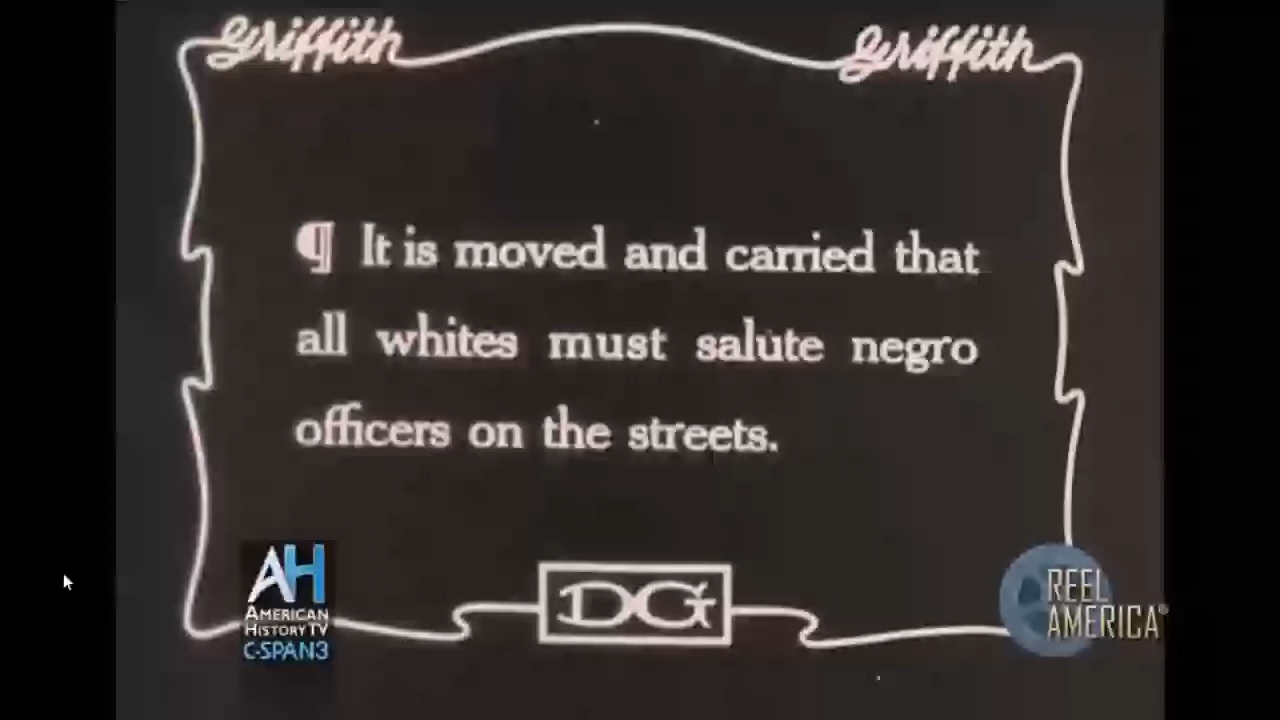 Griffith Griffith
¶ It is moved and carried that
all whites must salute negro
officers on the streets.
DG
AH
AMERICAN
HISTORY TV
C-SPAN3
REEL
AMERICA®